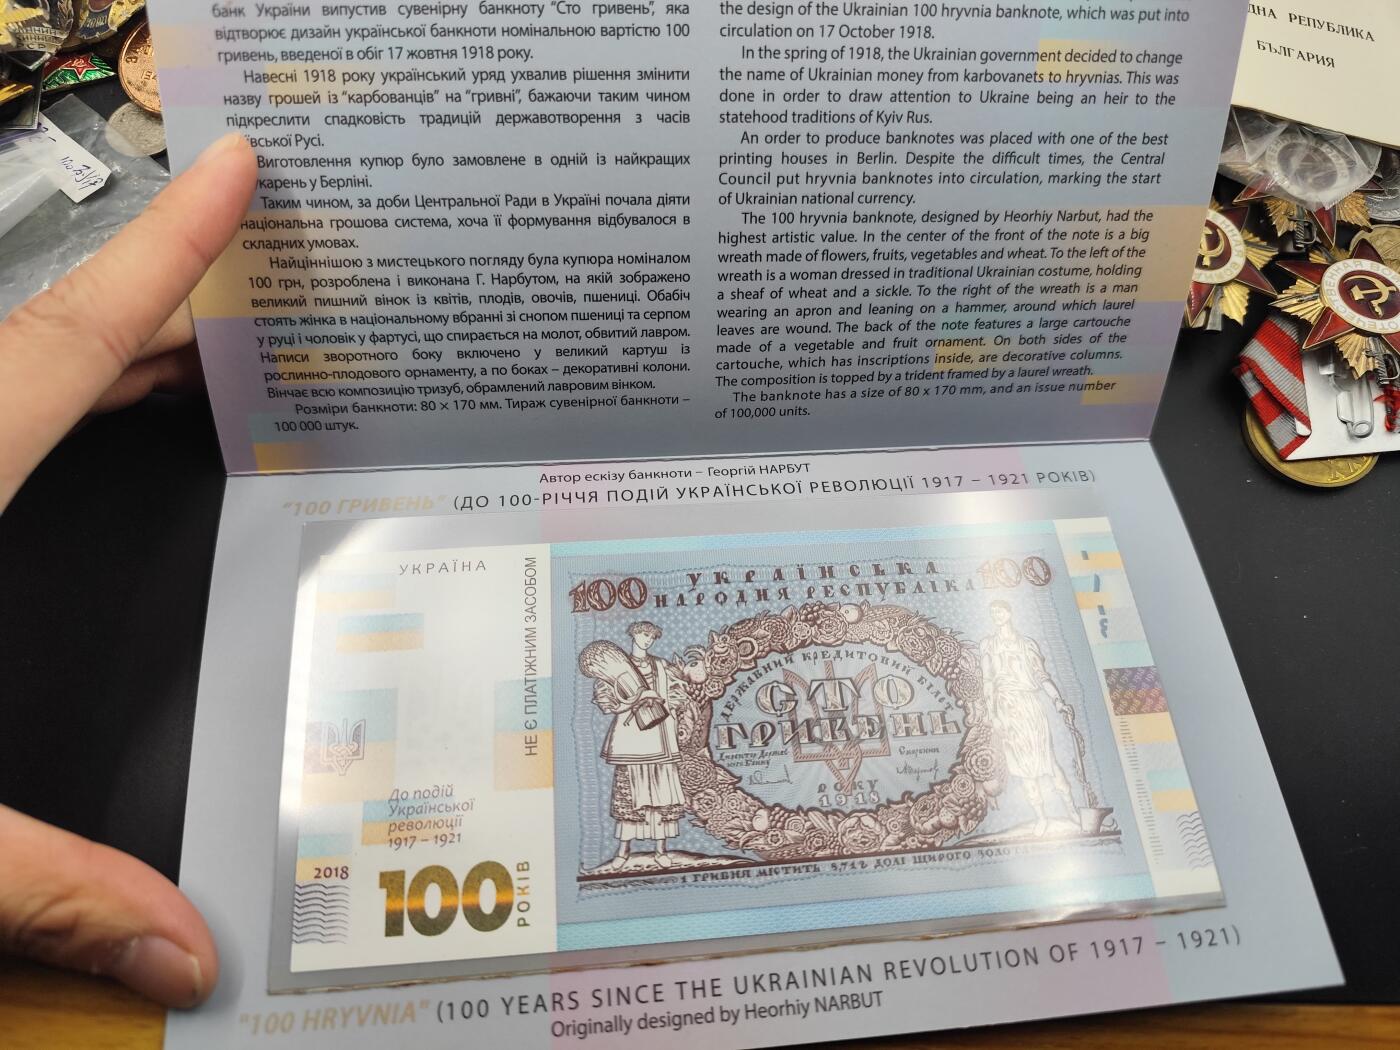 банк України випустив сувенірну банкноту “Сто гривень”, яка
відтворює дизайн української банкноти номінальною вартістю 100
гривень, введеної в обіг 17 жовтня 1918 року.
Навесні 1918 року український уряд ухвалив рішення змінити
назву грошей із “карбованців” на “гривні”, бажаючи таким чином
підкреслити спадковість традицій державотворення з часів
ївської Русі.
Виготовлення купюр було замовлене в одній із найкращих
укарень у Берліні.
Таким чином, за доби Центральної Ради в Україні почала діяти
національна грошова система, хоча її формування відбувалося в
складних умовах.
Найціннішою з мистецького погляду була купюра номіналом
100 грн, розроблена і виконана Г. Нарбутом, на якій зображено
великий пишний вінок із квітів, плодів, овочів, пшениці. Обабіч
стоять жінка в національному вбранні зі снопом пшениці та серпом
у руці і чоловік у фартусі, що спирається на молот, обвитий лавром.
Написи зворотного боку включено у великий картуш із
рослинно-плодового орнаменту, а по боках – декоративні колони.
Вінчає всю композицію тризуб, обрамлений лавровим вінком.
Розміри банкноти: 80 × 170 мм. Тираж сувенірної банкноти –
100 000 штук.
the design of the Ukrainian 100 hryvnia banknote, which was put into
circulation on 17 October 1918.
In the spring of 1918, the Ukrainian government decided to change
the name of Ukrainian money from karbovanets to hryvnias. This was
done in order to draw attention to Ukraine being an heir to the
statehood traditions of Kyiv Rus.
An order to produce banknotes was placed with one of the best
printing houses in Berlin. Despite the difficult times, the Central
Council put hryvnia banknotes into circulation, marking the start
of Ukrainian national currency.
The 100 hryvnia banknote, designed by Heorhiy Narbut, had the
highest artistic value. In the center of the front of the note is a big
wreath made of flowers, fruits, vegetables and wheat. To the left of the
wreath is a woman dressed in traditional Ukrainian costume, holding
a sheaf of wheat and a sickle. To the right of the wreath is a man
wearing an apron and leaning on a hammer, around which laurel
leaves are wound. The back of the note features a large cartouche
made of a vegetable and fruit ornament. On both sides of the
cartouche, which has inscriptions inside, are decorative columns.
The composition is topped by a trident framed by a laurel wreath.
The banknote has a size of 80 x 170 mm, and an issue number
of 100,000 units.
РЕПУБЛИКА
БЪЛГАРИЯ
Автор ескізу банкноти – Георгій НАРБУТ
“100 ГРИВЕНЬ” (ДО 100-РІЧЧЯ ПОДІЙ УКРАЇНСЬКОЇ РЕВОЛЮЦІЇ 1917 – 1921 РОКІВ)
УКРАЇНА
НЕ Є ПЛАТІЖНИМ ЗАСОБОМ
До подій
Української
революції
1917 – 1921
2018
100 РОКІВ
100 УКРАЇНСЬКА 100
НАРОДНЯ РЕСПУБЛІКА
ДЕРЖАВНИЙ КРЕДИТОВИЙ БІЛЕТ
СТО
ГРИВЕНЬ
РОКУ
1918
1 ГРИВНЯ МІСТИТЬ 8,712 ДОЛІ ЩИРОГО ЗОЛОТА
“100 HRYVNIA” (100 YEARS SINCE THE UKRAINIAN REVOLUTION OF 1917 – 1921)
Originally designed by Heorhiy NARBUT